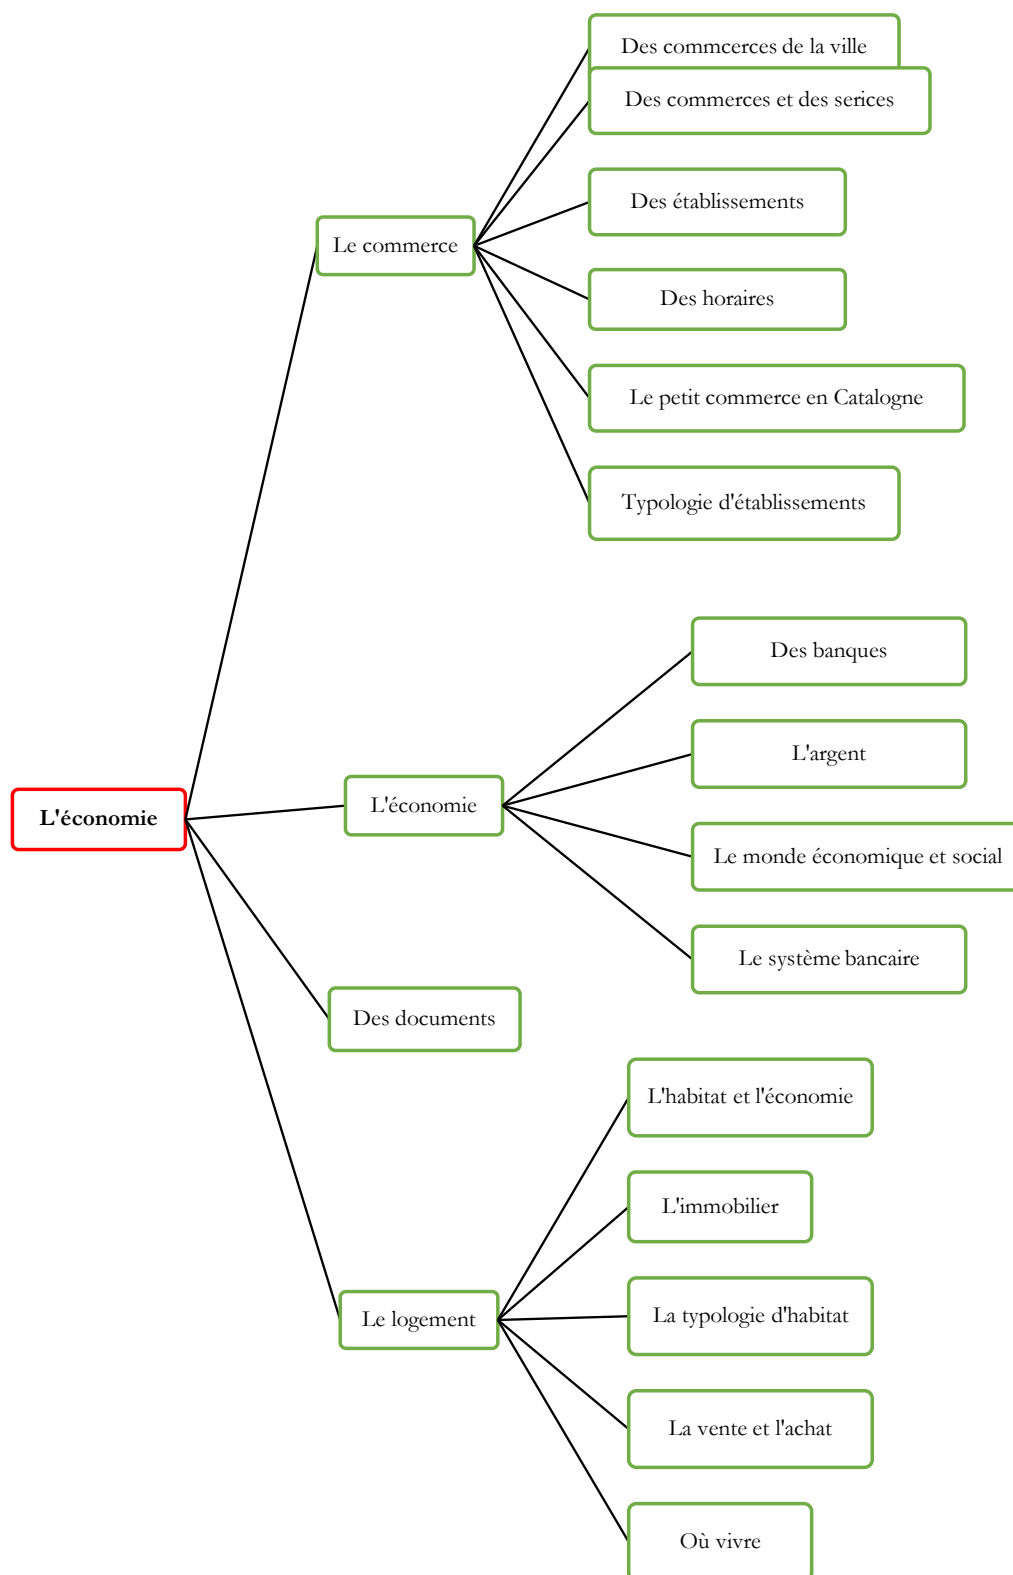 Des commcerces de la ville
Des commerces et des serices
Des établissements
Le commerce
Des horaires
Le petit commerce en Catalogne
Typologie d'établissements
Des banques
L'argent
L'économie
L'économie
Le monde économique et social
Le système bancaire
Des documents
L'habitat et l'économie
L'immobilier
Le logement
La typologie d'habitat
La vente et l'achat
Où vivre